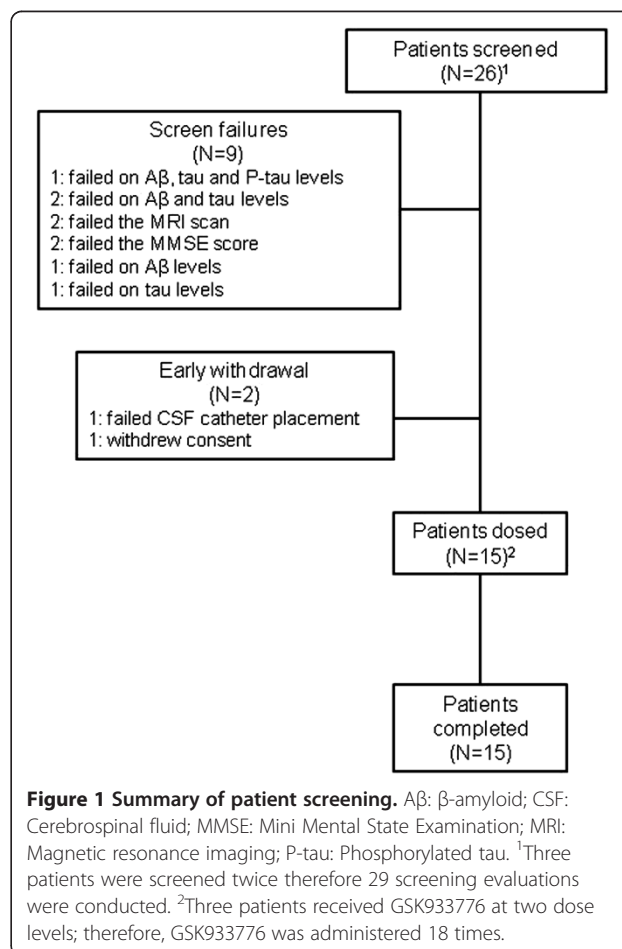 Patients screened
(N=26)¹
Screen failures
(N=9)
1: failed on Aβ, tau and P-tau levels
2: failed on Aβ and tau levels
2: failed the MRI scan
2: failed the MMSE score
1: failed on Aβ levels
1: failed on tau levels
Early withdrawal
(N=2)
1: failed CSF catheter placement
1: withdrew consent
Patients dosed
(N=15)²
Patients
completed
(N=15)
Figure 1 Summary of patient screening. Aβ: β-amyloid; CSF:
Cerebrospinal fluid; MMSE: Mini Mental State Examination; MRI:
Magnetic resonance imaging; P-tau: Phosphorylated tau. ¹Three
patients were screened twice therefore 29 screening evaluations
were conducted. ²Three patients received GSK933776 at two dose
levels; therefore, GSK933776 was administered 18 times.